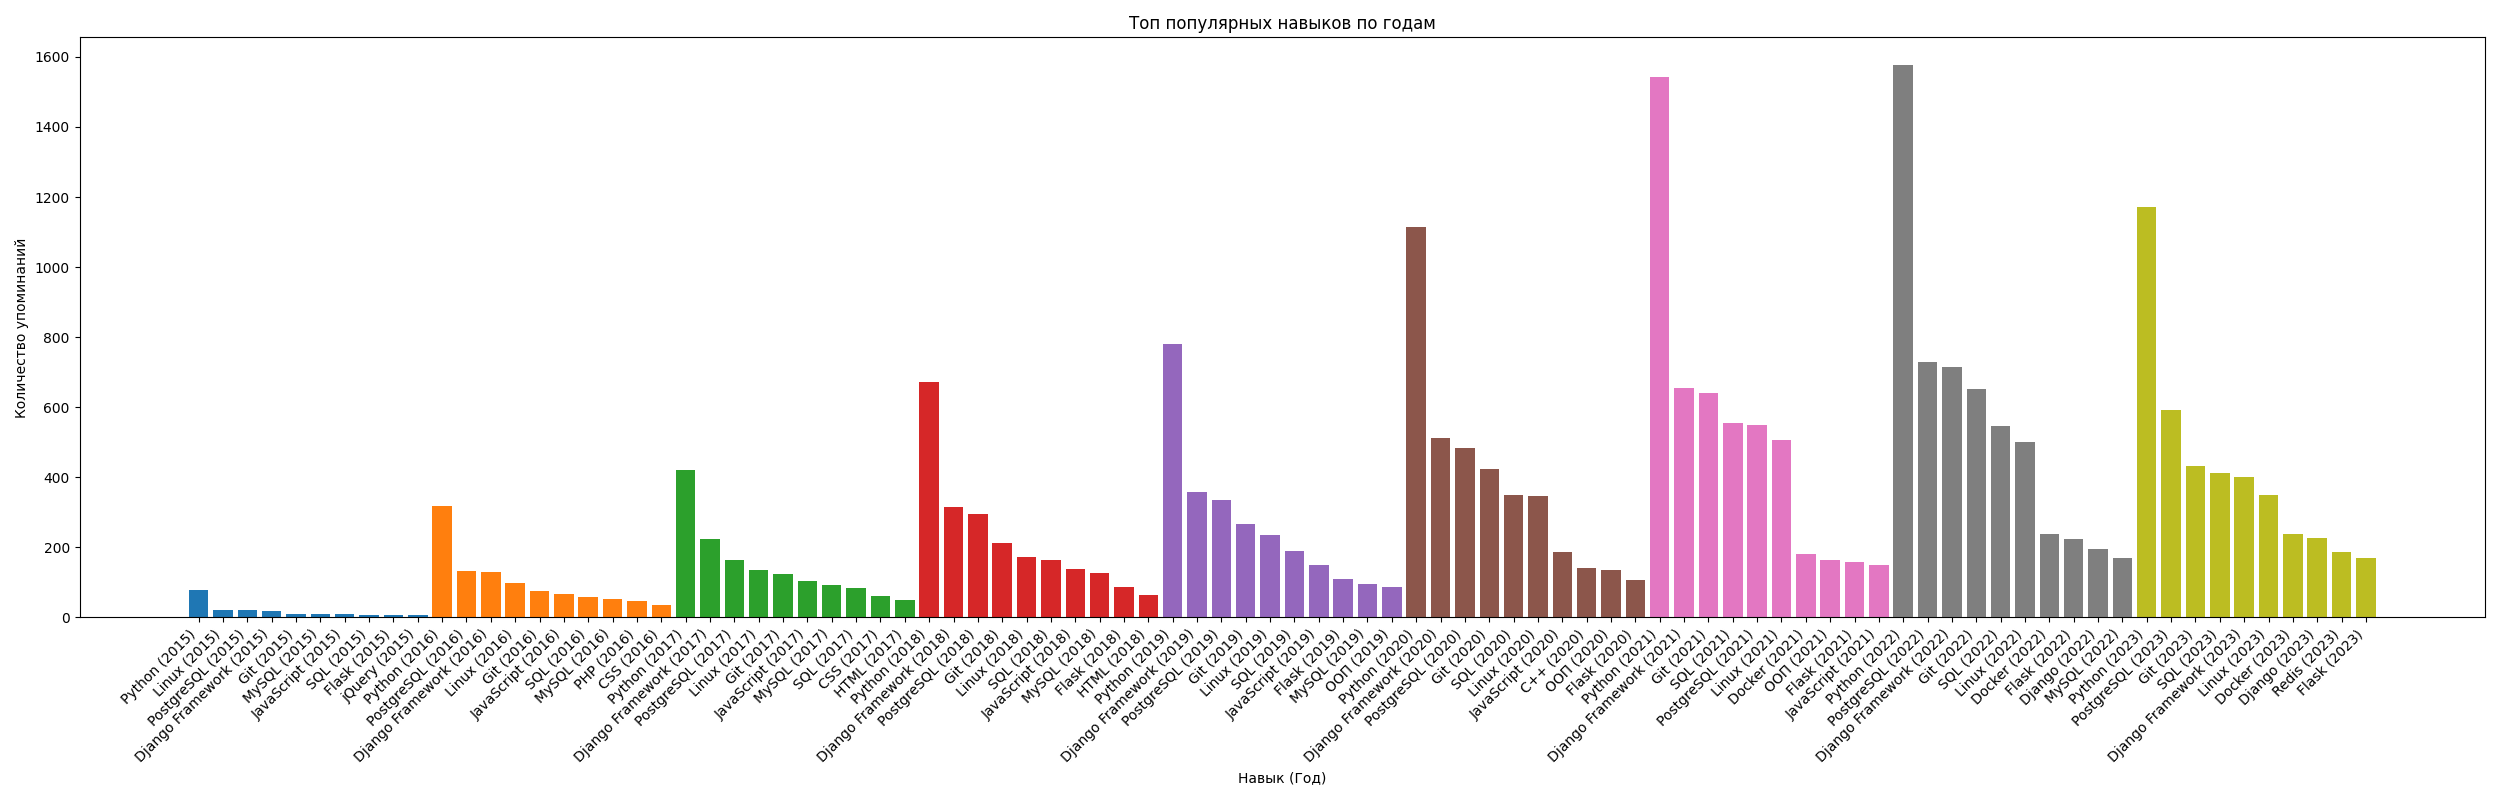 Топ популярных навыков по годам
Количество упоминаний
1600
1400
1200
1000
800
600
400
200
0
Python (2015)
Linux (2015)
PostgreSQL (2015)
Django Framework (2015)
Git (2015)
MySQL (2015)
JavaScript (2015)
SQL (2015)
Flask (2015)
jQuery (2015)
Python (2016)
PostgreSQL (2016)
Django Framework (2016)
Linux (2016)
Git (2016)
JavaScript (2016)
SQL (2016)
MySQL (2016)
PHP (2016)
CSS (2016)
Python (2017)
Django Framework (2017)
PostgreSQL (2017)
Linux (2017)
Git (2017)
JavaScript (2017)
MySQL (2017)
SQL (2017)
CSS (2017)
HTML (2017)
Python (2018)
Django Framework (2018)
PostgreSQL (2018)
Git (2018)
Linux (2018)
SQL (2018)
JavaScript (2018)
MySQL (2018)
Flask (2018)
HTML (2018)
Python (2019)
Django Framework (2019)
PostgreSQL (2019)
Git (2019)
Linux (2019)
SQL (2019)
JavaScript (2019)
Flask (2019)
MySQL (2019)
ООП (2019)
Python (2020)
Django Framework (2020)
PostgreSQL (2020)
Git (2020)
SQL (2020)
Linux (2020)
JavaScript (2020)
C++ (2020)
ООП (2020)
Flask (2020)
Python (2021)
Django Framework (2021)
Git (2021)
SQL (2021)
PostgreSQL (2021)
Linux (2021)
Docker (2021)
ООП (2021)
Flask (2021)
JavaScript (2021)
Python (2022)
PostgreSQL (2022)
Django Framework (2022)
Git (2022)
SQL (2022)
Linux (2022)
Docker (2022)
Flask (2022)
Django (2022)
MySQL (2022)
Python (2023)
PostgreSQL (2023)
Git (2023)
SQL (2023)
Django Framework (2023)
Linux (2023)
Docker (2023)
Django (2023)
Redis (2023)
Flask (2023)
Навык (Год)